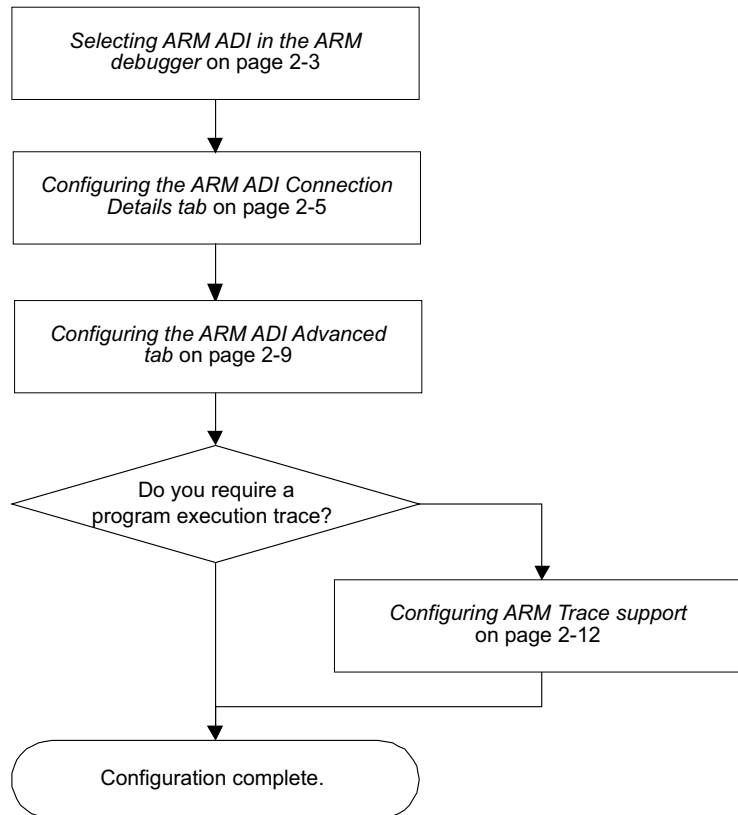 Selecting ARM ADI in the ARM
debugger on page 2-3
Configuring the ARM ADI Connection
Details tab on page 2-5
Configuring the ARM ADI Advanced
tab on page 2-9
Do you require a
program execution trace?
Configuring ARM Trace support
on page 2-12
Configuration complete.